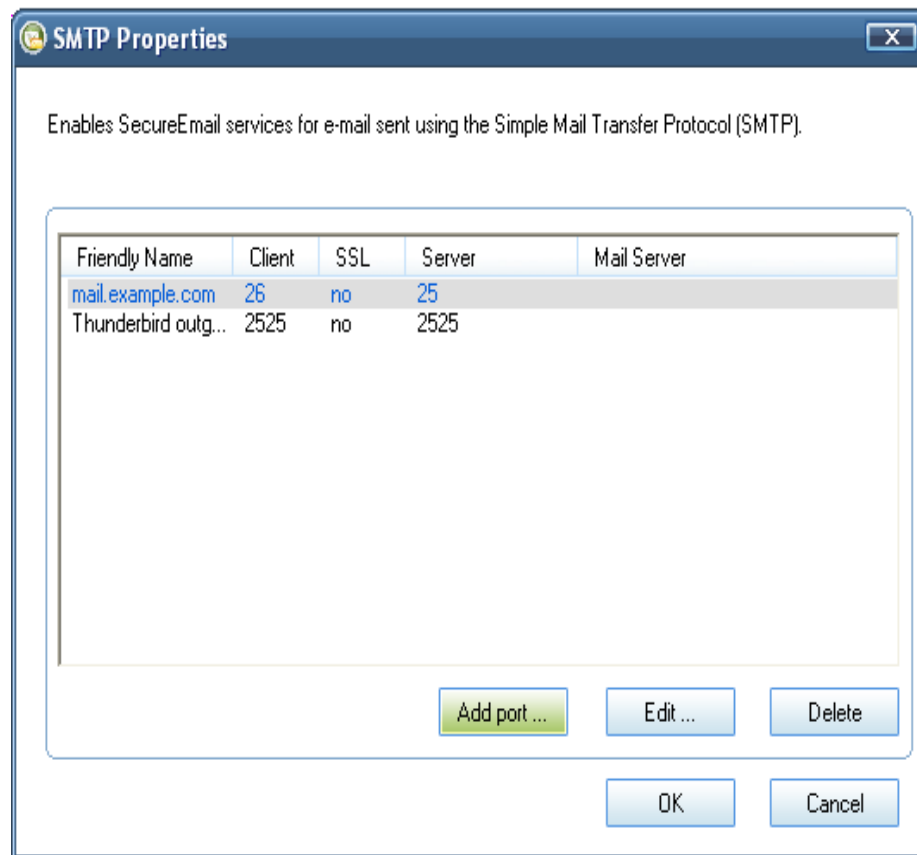 SMTP Properties
Enables SecureEmail services for e-mail sent using the Simple Mail Transfer Protocol (SMTP).
Friendly Name Client SSL Server Mail Server
mail.example.com 26 no 25
Thunderbird outg... 2525 no 2525
Add port ... Edit ... Delete
OK Cancel